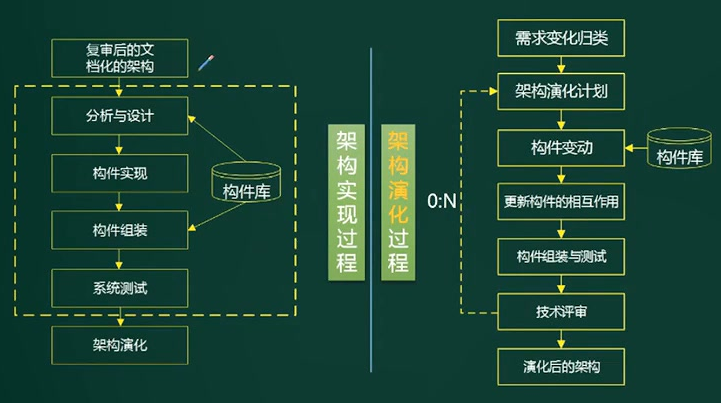 复审后的文
档化的架构
分析与设计
构件实现
构件组装
系统测试
架构演化
构件库
架构实现过程
架构演化过程
0:N
需求变化归类
架构演化计划
构件变动
更新构件的相互作用
构件组装与测试
技术评审
演化后的架构
构件库